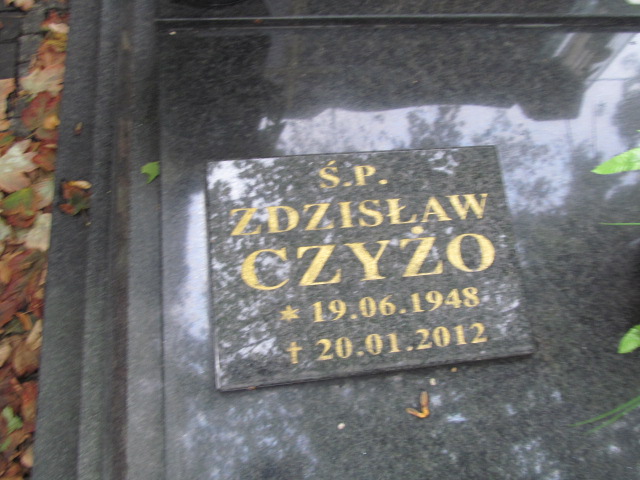 Ś.P.
ZDZISŁAW
CZYŻO
* 19.06.1948
† 20.01.2012